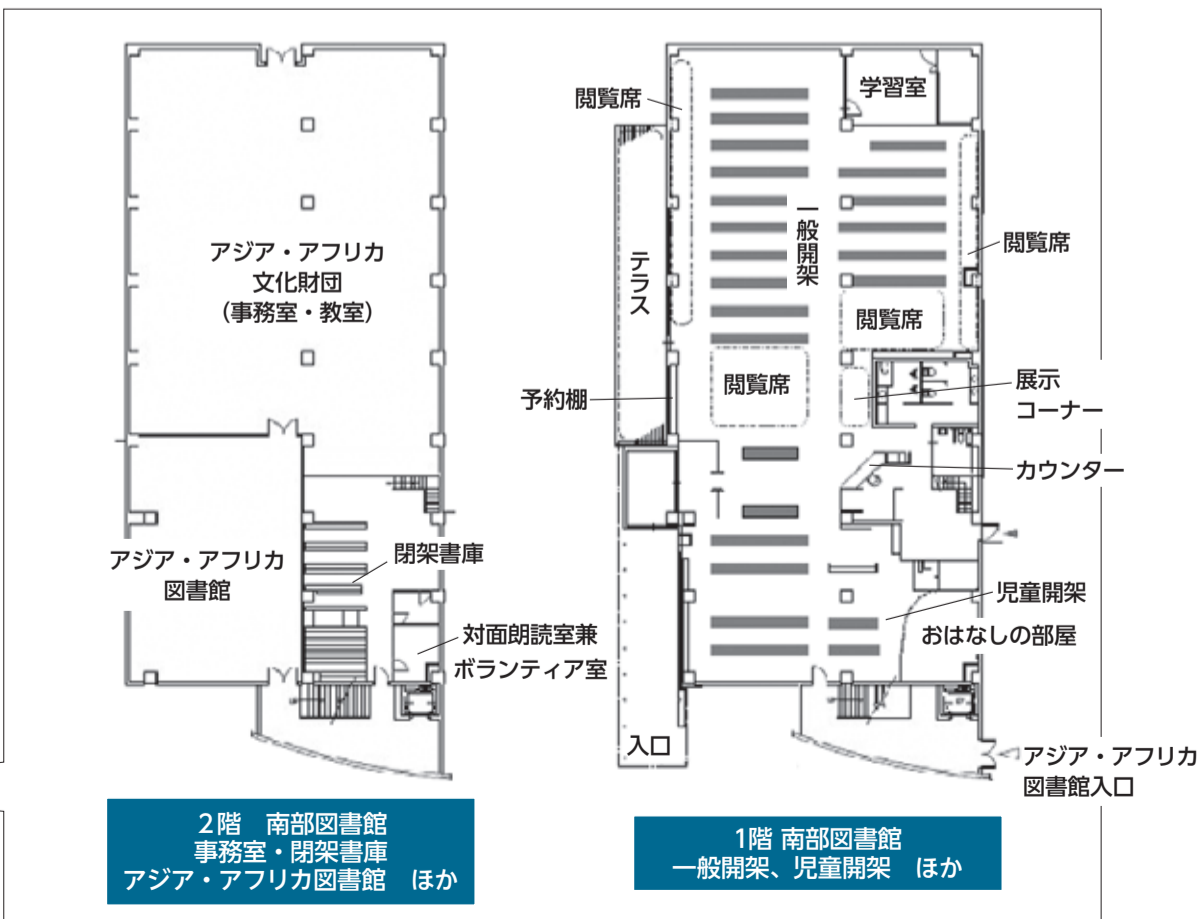 アジア・アフリカ
文化財団
（事務室・教室）
アジア・アフリカ
図書館
閉架書庫
対面朗読室兼
ボランティア室
2階　南部図書館
事務室・閉架書庫
アジア・アフリカ図書館　ほか
閲覧席
学習室
一般開架
テラス
閲覧席
閲覧席
閲覧席
予約棚
展示
コーナー
カウンター
児童開架
おはなしの部屋
入口
アジア・アフリカ
図書館入口
1階 南部図書館
一般開架、児童開架　ほか